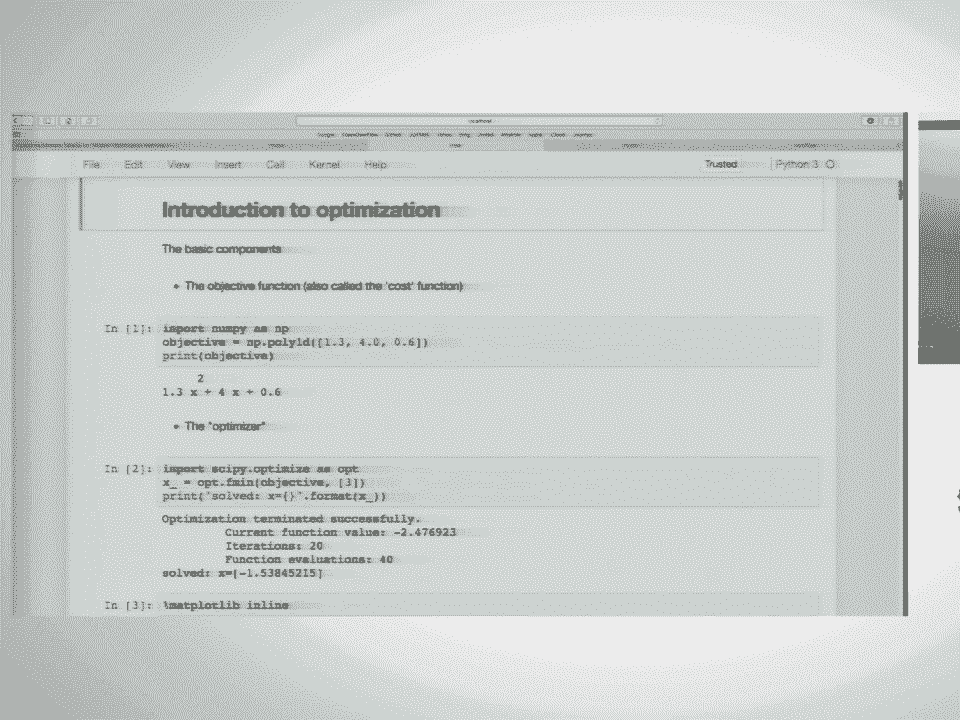 localhost
File Edit View Insert Cell Kernel Help Trusted Python 3
Introduction to optimization
The basic components
• The objective function (also called the 'cost' function)
In [1]: import numpy as np
objective = np.poly1d([1.3, 4.0, 0.6])
print(objective)
2
1.3 x + 4 x + 0.6
• The "optimizer"
In [2]: import scipy.optimize as opt
x_ = opt.fmin(objective, [3])
print("solved: x={}".format(x_))
Optimization terminated successfully.
Current function value: -2.476923
Iterations: 20
Function evaluations: 40
solved: x=[-1.53845215]
In [3]: %matplotlib inline